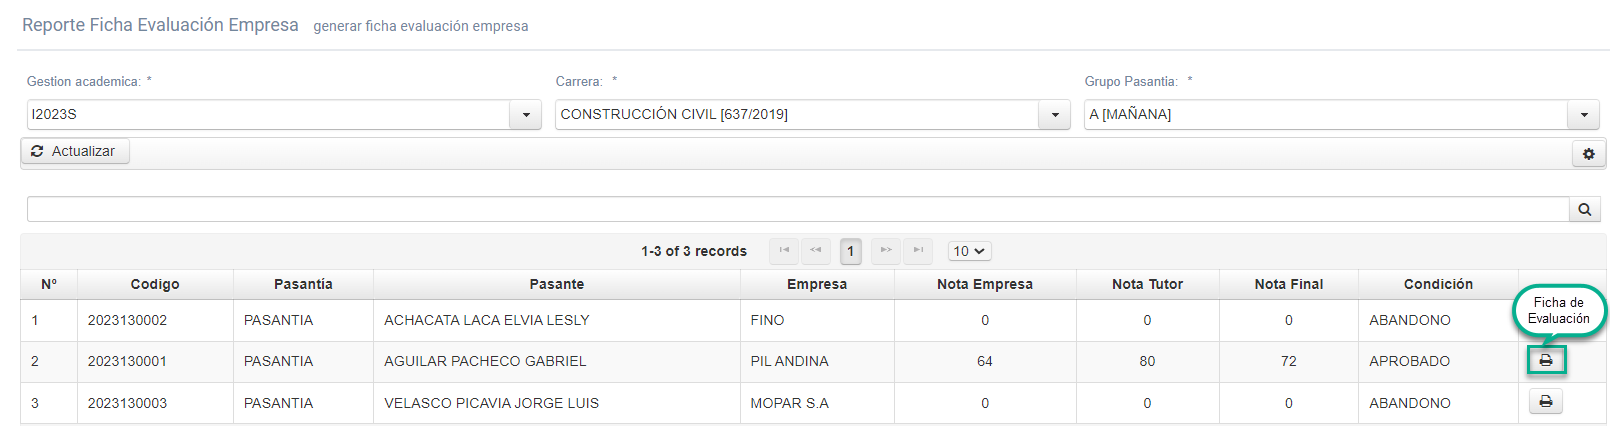 Reporte Ficha Evaluación Empresa generar ficha evaluación empresa
Gestion academica: * Carrera: * Grupo Pasantia: *
I2023S CONSTRUCCIÓN CIVIL [637/2019] A [MAÑANA]
Actualizar
1-3 of 3 records 1 10
Nº Codigo Pasantía Pasante Empresa Nota Empresa Nota Tutor Nota Final Condición
Ficha de
Evaluación
1 2023130002 PASANTIA ACHACATA LACA ELVIA LESLY FINO 0 0 0 ABANDONO
2 2023130001 PASANTIA AGUILAR PACHECO GABRIEL PIL ANDINA 64 80 72 APROBADO
3 2023130003 PASANTIA VELASCO PICAVIA JORGE LUIS MOPAR S.A 0 0 0 ABANDONO